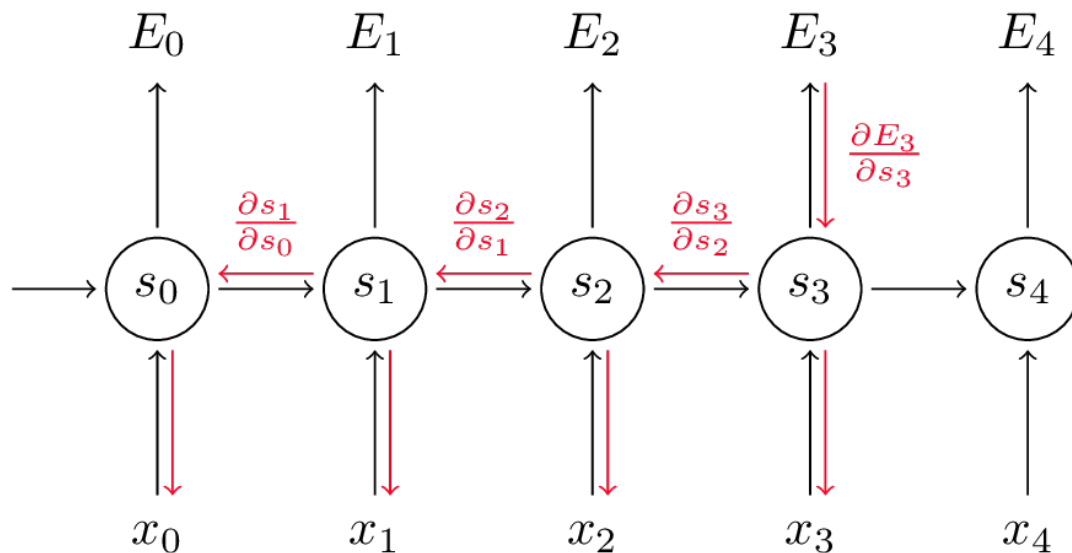 E₀ E₁ E₂ E₃ E₄
∂E₃/∂s₃
∂s₁/∂s₀ ∂s₂/∂s₁ ∂s₃/∂s₂
s₀ s₁ s₂ s₃ s₄
x₀ x₁ x₂ x₃ x₄